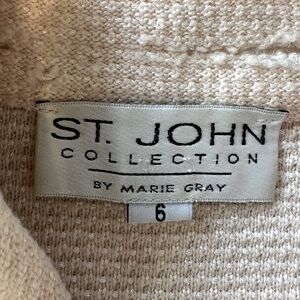 ST. JOHN
COLLECTION
BY MARIE GRAY
6